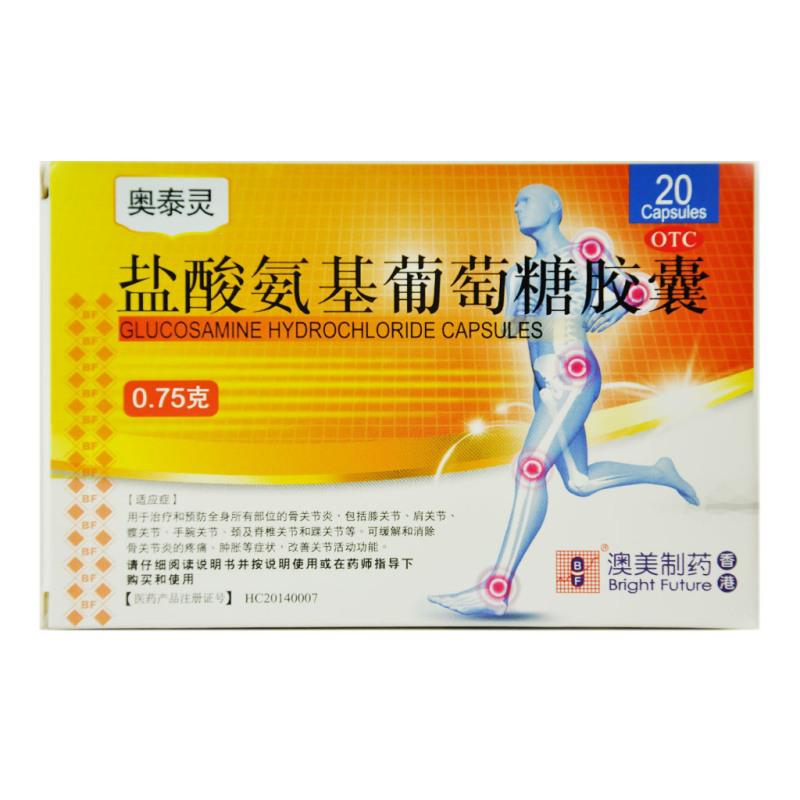 奥泰灵
20
Capsules
OTC
盐酸氨基葡萄糖胶囊
GLUCOSAMINE HYDROCHLORIDE CAPSULES
0.75克
【适应症】
用于治疗和预防全身所有部位的骨关节炎，包括膝关节、肩关节、
髋关节、手腕关节、颈及脊椎关节和踝关节等。可缓解和消除
骨关节炎的疼痛、肿胀等症状，改善关节活动功能。
请仔细阅读说明书并按说明使用或在药师指导下
购买和使用
【医药产品注册证号】 HC20140007
BF
BF
BF
BF
BF
BF
BF
B
F
®
澳美制药
Bright Future
香港